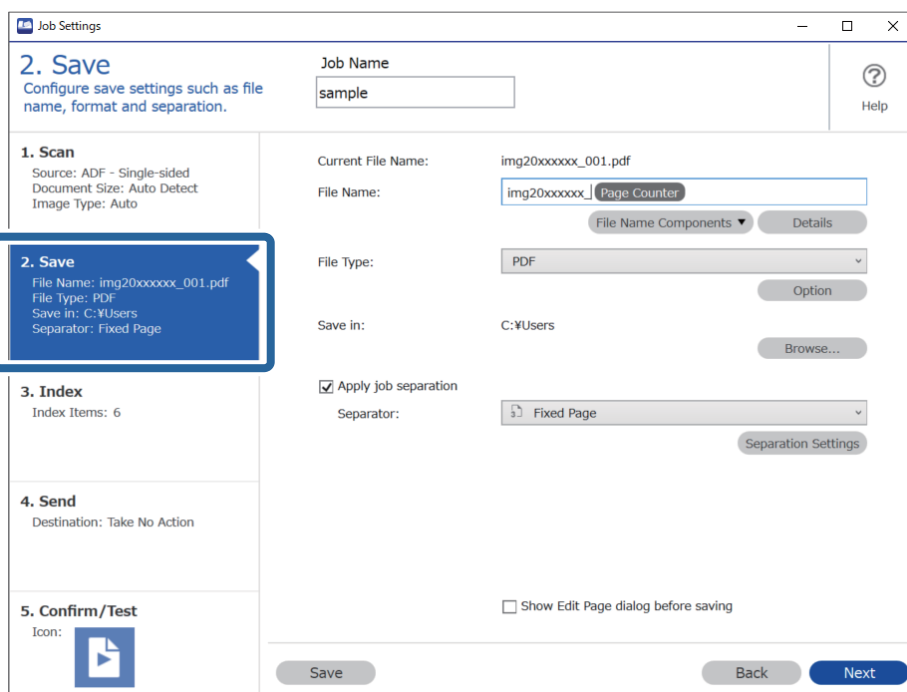 Job Settings
2. Save
Configure save settings such as file
name, format and separation.
Job Name
sample
Help
1. Scan
Source: ADF - Single-sided
Document Size: Auto Detect
Image Type: Auto
2. Save
File Name: img20xxxxxx_001.pdf
File Type: PDF
Save in: C:¥Users
Separator: Fixed Page
3. Index
Index Items: 6
4. Send
Destination: Take No Action
5. Confirm/Test
Icon:
Current File Name: img20xxxxxx_001.pdf
File Name: img20xxxxxx_ Page Counter
File Name Components ▼ Details
File Type: PDF
Option
Save in: C:¥Users
Browse...
Apply job separation
Separator: Fixed Page
Separation Settings
Show Edit Page dialog before saving
Save Back Next